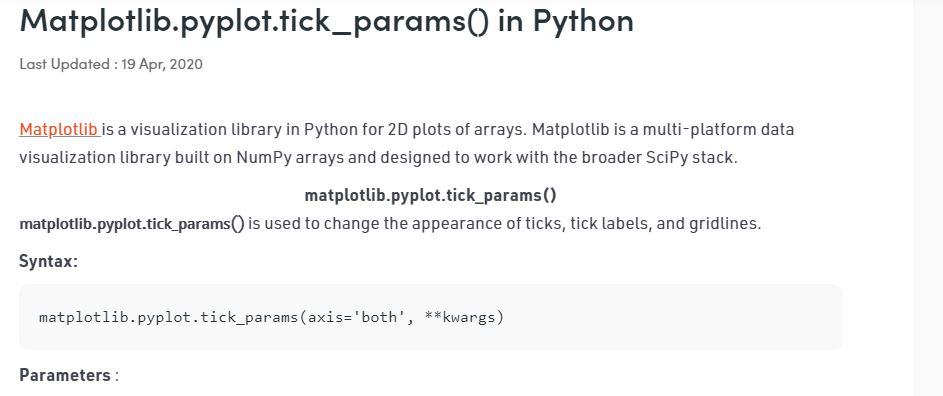 Matplotlib.pyplot.tick_params() in Python
Last Updated : 19 Apr, 2020
Matplotlib is a visualization library in Python for 2D plots of arrays. Matplotlib is a multi-platform data
visualization library built on NumPy arrays and designed to work with the broader SciPy stack.
matplotlib.pyplot.tick_params()
matplotlib.pyplot.tick_params() is used to change the appearance of ticks, tick labels, and gridlines.
Syntax:
matplotlib.pyplot.tick_params(axis='both', **kwargs)
Parameters :